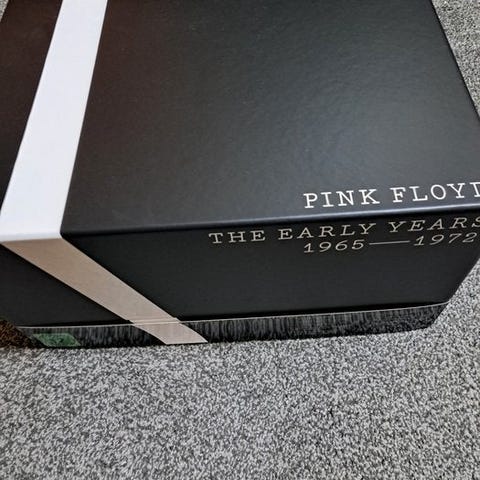 PINK FLOYD
THE EARLY YEARS
1965—1972